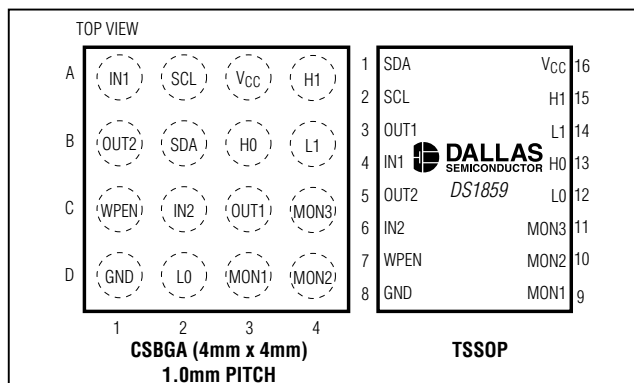 TOP VIEW
A IN1 SCL VCC H1
B OUT2 SDA H0 L1
C WPEN IN2 OUT1 MON3
D GND L0 MON1 MON2
1 2 3 4
CSBGA (4mm x 4mm)
1.0mm PITCH
1 SDA VCC 16
2 SCL H1 15
3 OUT1 L1 14
4 IN1 DALLAS H0 13
SEMICONDUCTOR
5 OUT2 DS1859 L0 12
6 IN2 MON3 11
7 WPEN MON2 10
8 GND MON1 9
TSSOP